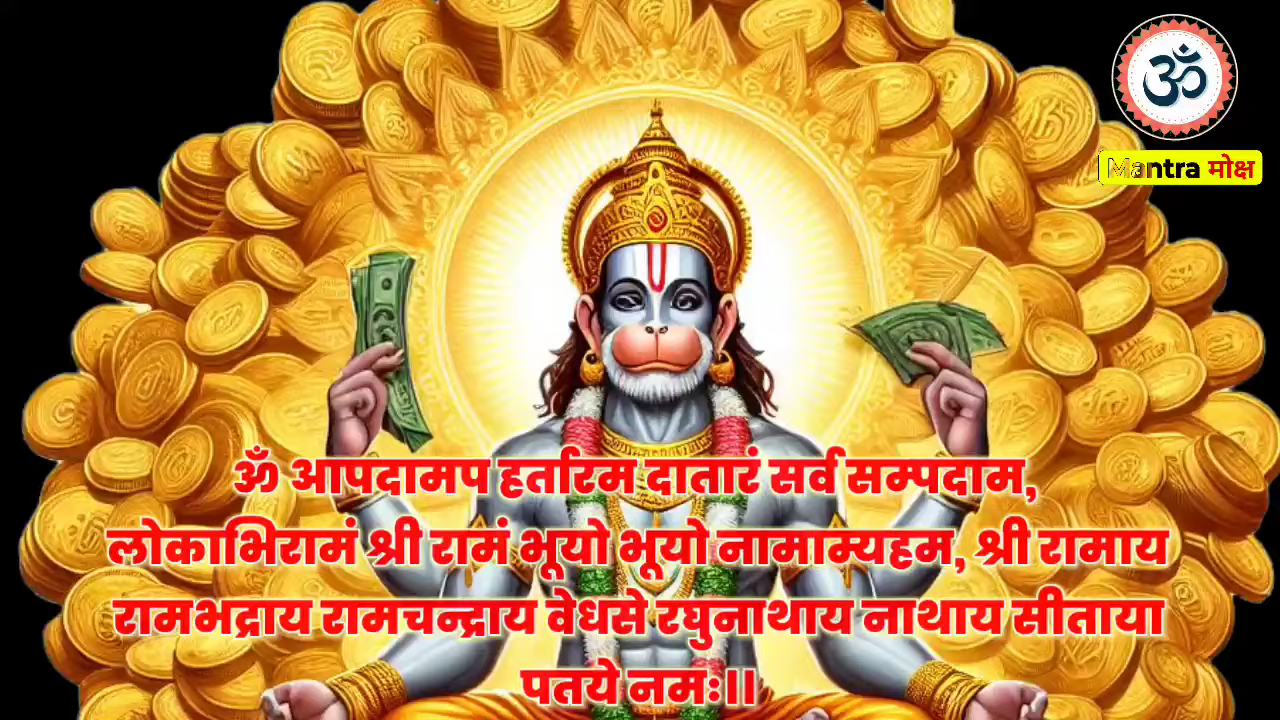 ॐ
Mantra मोक्ष
ॐ आपदामप हर्तारम दातारं सर्व सम्पदाम,
लोकाभिरामं श्री रामं भूयो भूयो नामाम्यहम, श्री रामाय
रामभद्राय रामचन्द्राय वेधसे रघुनाथाय नाथाय सीताया
पतये नमः।।